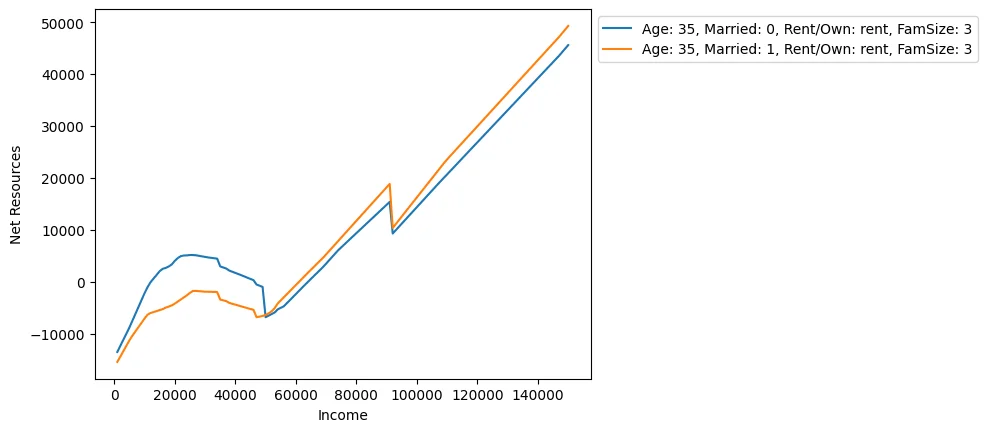 50000
40000
30000
20000
10000
0
−10000
Net Resources
0 20000 40000 60000 80000 100000 120000 140000
Income
Age: 35, Married: 0, Rent/Own: rent, FamSize: 3
Age: 35, Married: 1, Rent/Own: rent, FamSize: 3